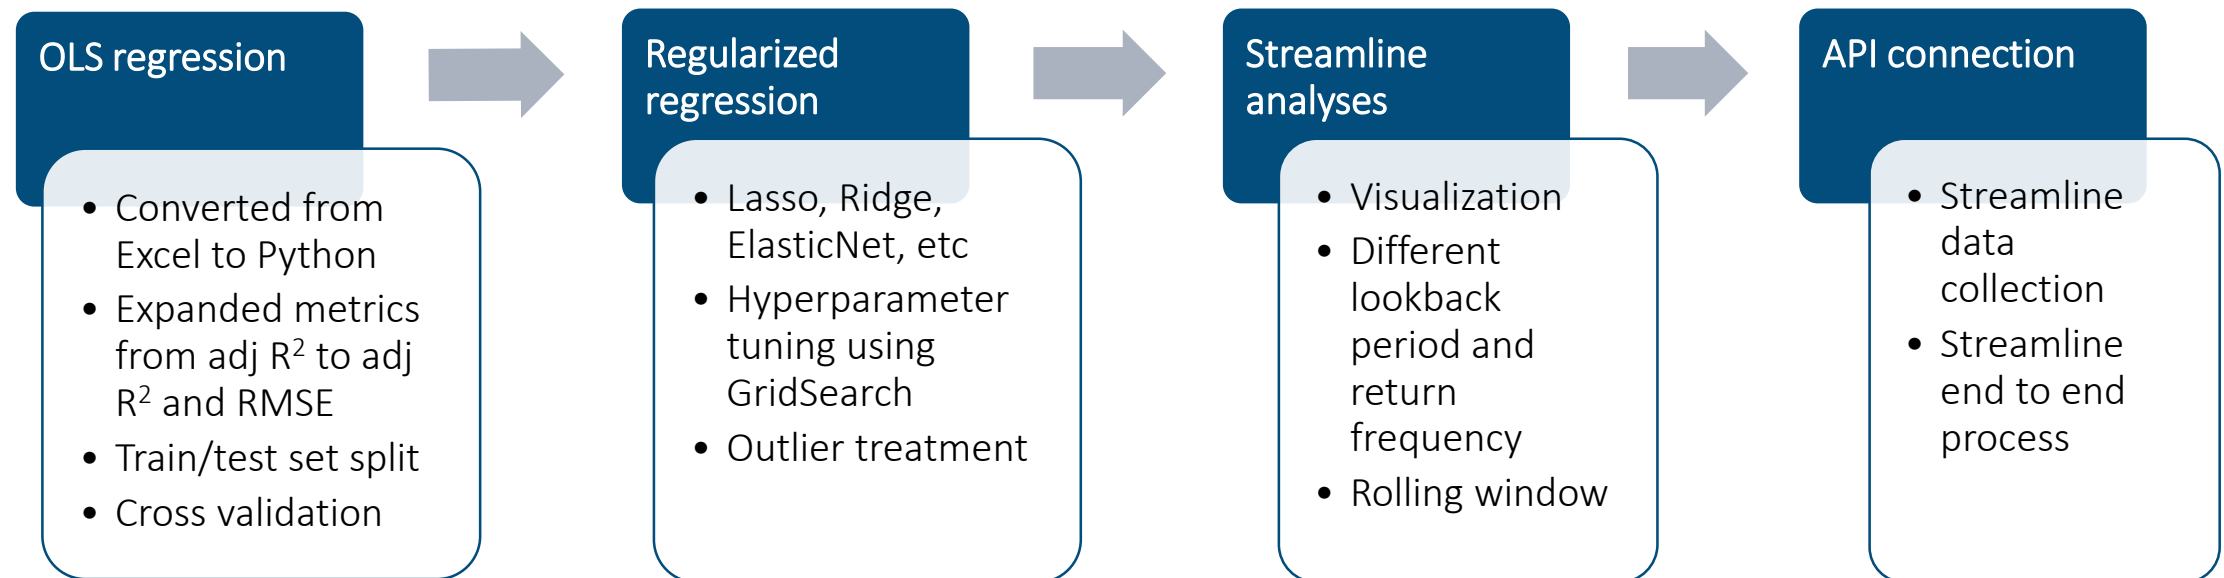 OLS regression
• Converted from
Excel to Python
• Expanded metrics
from adj R² to adj
R² and RMSE
• Train/test set split
• Cross validation
Regularized
regression
• Lasso, Ridge,
ElasticNet, etc
• Hyperparameter
tuning using
GridSearch
• Outlier treatment
Streamline
analyses
• Visualization
• Different
lookback
period and
return
frequency
• Rolling window
API connection
• Streamline
data
collection
• Streamline
end to end
process